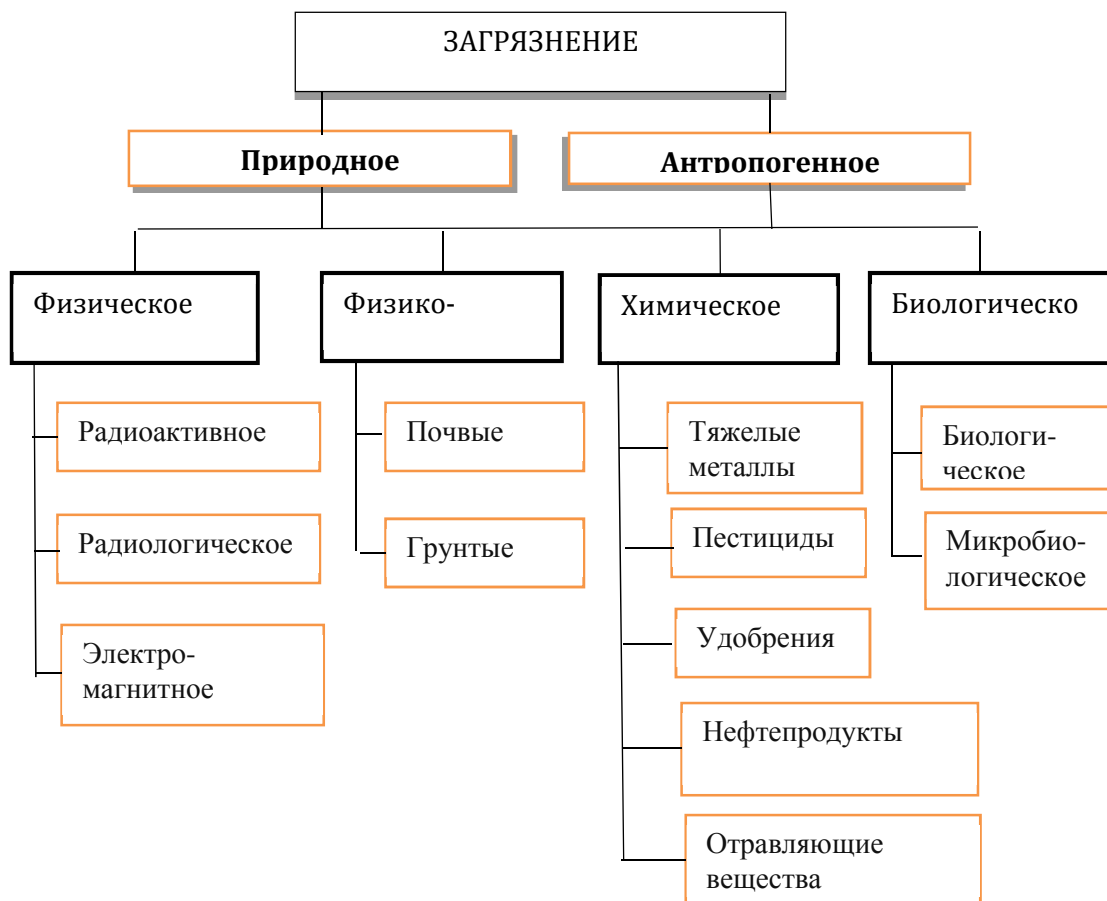 ЗАГРЯЗНЕНИЕ
Природное
Антропогенное
Физическое
Физико-
Химическое
Биологическо
Радиоактивное
Радиологическое
Электро-
магнитное
Почвые
Грунтые
Тяжелые
металлы
Пестициды
Удобрения
Нефтепродукты
Отравляющие
вещества
Биологи-
ческое
Микробио-
логическое